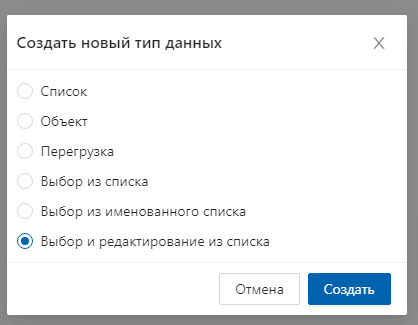 Создать новый тип данных
Список
Объект
Перегрузка
Выбор из списка
Выбор из именованного списка
Выбор и редактирование из списка
Отмена Создать